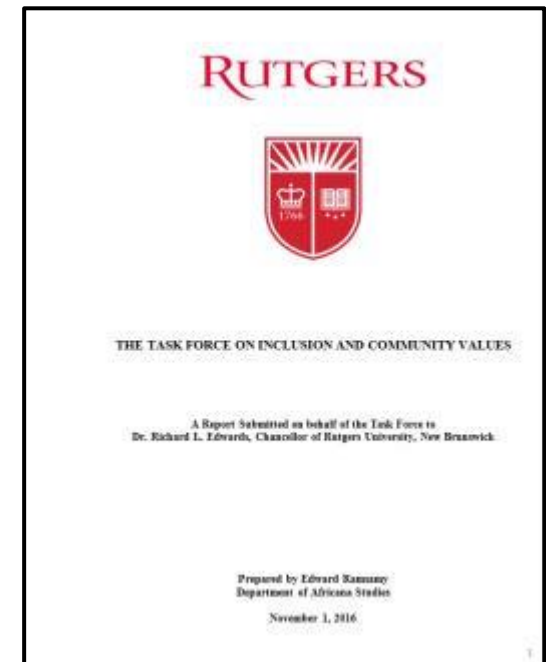 RUTGERS
1766
THE TASK FORCE ON INCLUSION AND COMMUNITY VALUES
A Report Submitted on behalf of the Task Force to
Dr. Richard L. Edwards, Chancellor of Rutgers University, New Brunswick
Prepared by Edward Ramsamy
Department of Africana Studies
November 1, 2016
1